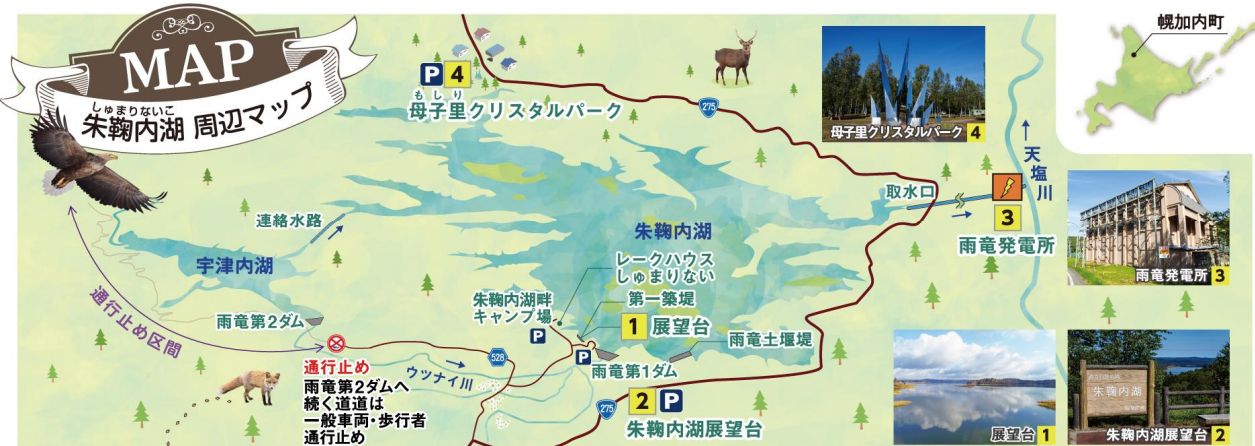 MAP
しゅまりないこ
朱鞠内湖 周辺マップ
幌加内町
P 4
もしり
母子里クリスタルパーク
275
母子里クリスタルパーク 4
↑天塩川
取水口
3
雨竜発電所
雨竜発電所 3
連絡水路
宇津内湖
朱鞠内湖
レークハウス
しゅまりない
第一築堤
朱鞠内湖畔
キャンプ場
P
1 展望台
P
雨竜土堰堤
雨竜第1ダム
雨竜第2ダム
通行止め区間
528
ウツナイ川
通行止め
雨竜第2ダムへ
続く道道は
一般車両・歩行者
通行止め
275
2 P
朱鞠内湖展望台
展望台 1
朱鞠内湖
朱鞠内湖展望台 2